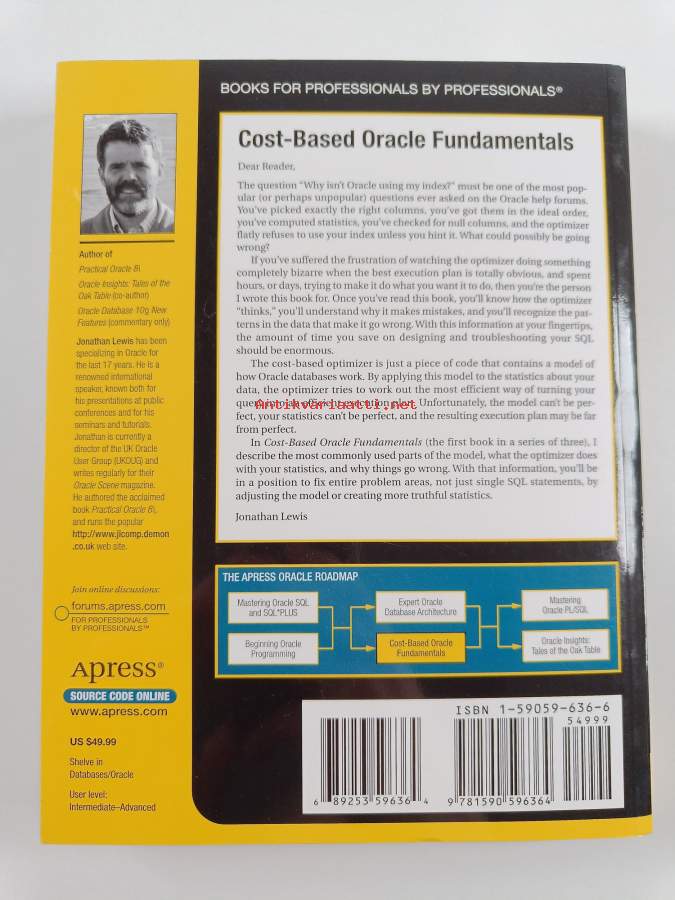 BOOKS FOR PROFESSIONALS BY PROFESSIONALS®
Cost-Based Oracle Fundamentals
Dear Reader,
The question "Why isn't Oracle using my index?" must be one of the most pop-
ular (or perhaps unpopular) questions ever asked on the Oracle help forums.
You've picked exactly the right columns, you've got them in the ideal order,
you've computed statistics, you've checked for null columns, and the optimizer
flatly refuses to use your index unless you hint it. What could possibly be going
wrong?
If you've suffered the frustration of watching the optimizer doing something
completely bizarre when the best execution plan is totally obvious, and spent
hours, or days, trying to make it do what you want it to do, then you're the person
I wrote this book for. Once you've read this book, you'll know how the optimizer
"thinks," you'll understand why it makes mistakes, and you'll recognize the pat-
terns in the data that make it go wrong. With this information at your fingertips,
the amount of time you save on designing and troubleshooting your SQL
should be enormous.
The cost-based optimizer is just a piece of code that contains a model of
how Oracle databases work. By applying this model to the statistics about your
data, the optimizer tries to work out the most efficient way of turning your
query into an efficient execution plan. Unfortunately, the model can't be per-
fect, your statistics can't be perfect, and the resulting execution plan may be far
from perfect.
In Cost-Based Oracle Fundamentals (the first book in a series of three), I
describe the most commonly used parts of the model, what the optimizer does
with your statistics, and why things go wrong. With that information, you'll be
in a position to fix entire problem areas, not just single SQL statements, by
adjusting the model or creating more truthful statistics.
Jonathan Lewis
Antikvariaatti.net
Author of
Practical Oracle 8i
Oracle Insights: Tales of the
Oak Table (co-author)
Oracle Database 10g New
Features (commentary only)
Jonathan Lewis has been
specializing in Oracle for
the last 17 years. He is a
renowned international
speaker, known both for
his presentations at public
conferences and for his
seminars and tutorials.
Jonathan is currently a
director of the UK Oracle
User Group (UKOUG) and
writes regularly for their
Oracle Scene magazine.
He authored the acclaimed
book Practical Oracle 8i,
and runs the popular
http://www.jlcomp.demon
.co.uk web site.
Join online discussions:
forums.apress.com
FOR PROFESSIONALS
BY PROFESSIONALS™
Apress®
SOURCE CODE ONLINE
www.apress.com
US $49.99
Shelve in
Databases/Oracle
User level:
Intermediate–Advanced
THE APRESS ORACLE ROADMAP
Mastering Oracle SQL
and SQL*PLUS
Beginning Oracle
Programming
Expert Oracle
Database Architecture
Cost-Based Oracle
Fundamentals
Mastering
Oracle PL/SQL
Oracle Insights:
Tales of the Oak Table
ISBN 1-59059-636-6
54999
6 89253 59636 4
9 781590 596364